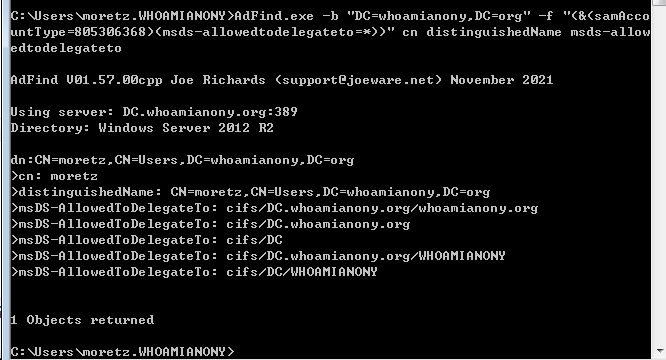 C:\Users\moretz.WHOAMIANONY>AdFind.exe -b "DC=whoamianony,DC=org" -f "(&(samAcco
untType=805306368)(msds-allowedtodelegateto=*))" cn distinguishedName msds-allow
edtodelegateto
AdFind V01.57.00cpp Joe Richards (support@joeware.net) November 2021
Using server: DC.whoamianony.org:389
Directory: Windows Server 2012 R2
dn:CN=moretz,CN=Users,DC=whoamianony,DC=org
>cn: moretz
>distinguishedName: CN=moretz,CN=Users,DC=whoamianony,DC=org
>msDS-AllowedToDelegateTo: cifs/DC.whoamianony.org/whoamianony.org
>msDS-AllowedToDelegateTo: cifs/DC.whoamianony.org
>msDS-AllowedToDelegateTo: cifs/DC
>msDS-AllowedToDelegateTo: cifs/DC.whoamianony.org/WHOAMIANONY
>msDS-AllowedToDelegateTo: cifs/DC/WHOAMIANONY
1 Objects returned
C:\Users\moretz.WHOAMIANONY>